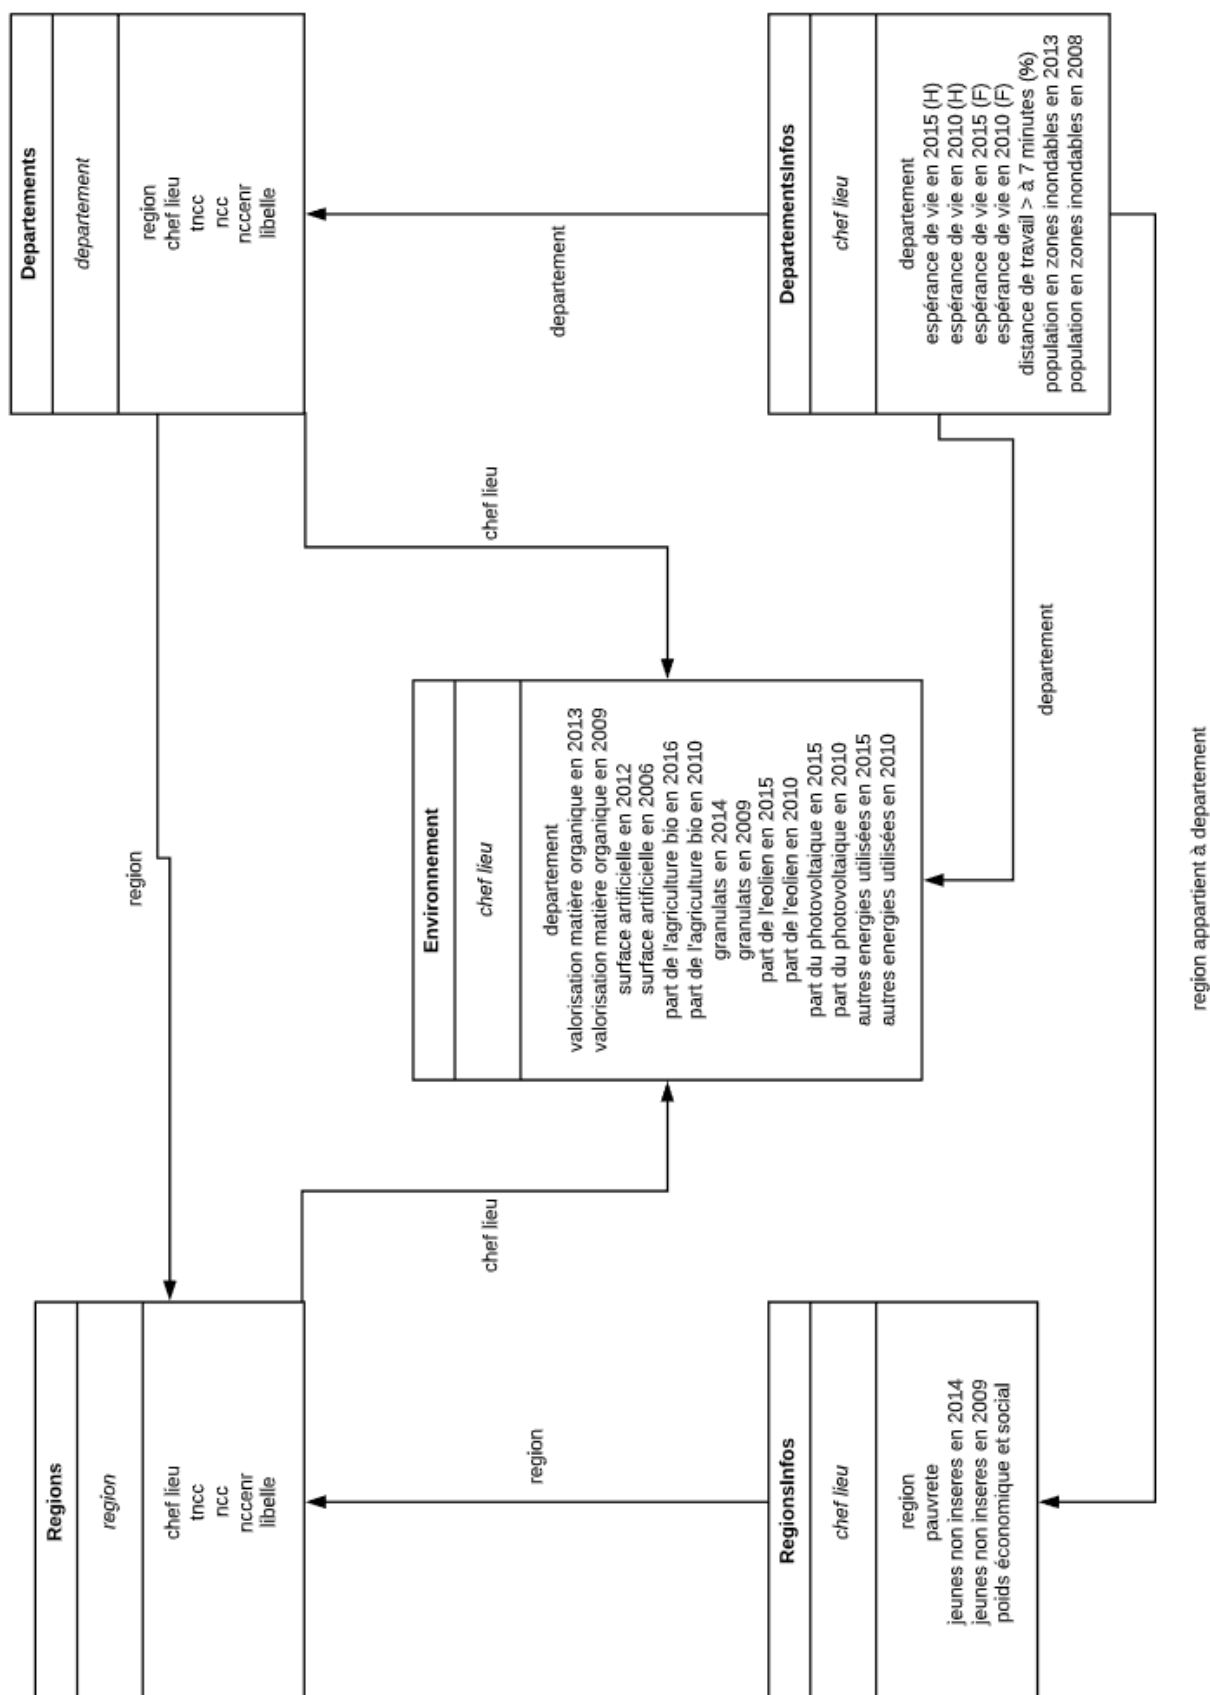 Regions
region
chef lieu
tncc
ncc
nccenr
libelle
region
Departements
departement
region
chef lieu
tncc
ncc
nccenr
libelle
chef lieu
chef lieu
Environnement
chef lieu
departement
valorisation matière organique en 2013
valorisation matière organique en 2009
surface artificielle en 2012
surface artificielle en 2006
part de l'agriculture bio en 2016
part de l'agriculture bio en 2010
granulats en 2014
granulats en 2009
part de l'eolien en 2015
part de l'eolien en 2010
part du photovoltaique en 2015
part du photovoltaique en 2010
autres energies utilisées en 2015
autres energies utilisées en 2010
region
departement
RegionsInfos
chef lieu
region
pauvrete
jeunes non inseres en 2014
jeunes non inseres en 2009
poids économique et social
DepartementsInfos
chef lieu
departement
espérance de vie en 2015 (H)
espérance de vie en 2010 (H)
espérance de vie en 2015 (F)
espérance de vie en 2010 (F)
distance de travail > à 7 minutes (%)
population en zones inondables en 2013
population en zones inondables en 2008
departement
region appartient à departement